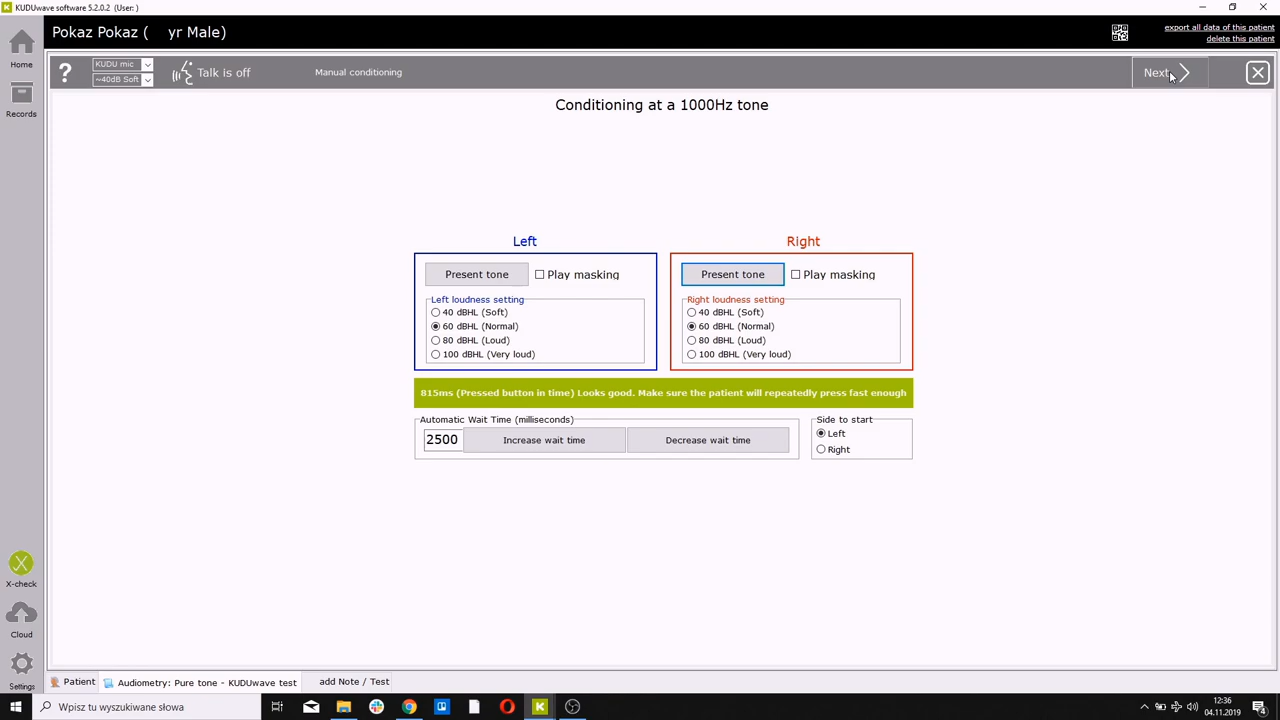 KUDUwave software 5.2.0.2 (User: )
Pokaz Pokaz ( yr Male)
export all data of this patient
delete this patient
Home
Records
?
KUDU mic
~40dB Soft
Talk is off
Manual conditioning
Next
Conditioning at a 1000Hz tone
Left
Right
Present tone
Play masking
Left loudness setting
40 dBHL (Soft)
60 dBHL (Normal)
80 dBHL (Loud)
100 dBHL (Very loud)
Present tone
Play masking
Right loudness setting
40 dBHL (Soft)
60 dBHL (Normal)
80 dBHL (Loud)
100 dBHL (Very loud)
815ms (Pressed button in time) Looks good. Make sure the patient will repeatedly press fast enough
Automatic Wait Time (milliseconds)
2500
Increase wait time
Decrease wait time
Side to start
Left
Right
X-check
Cloud
Settings
Patient
Audiometry: Pure tone - KUDUwave test
add Note / Test
Wpisz tu wyszukiwane słowa
12:36
04.11.2019
4